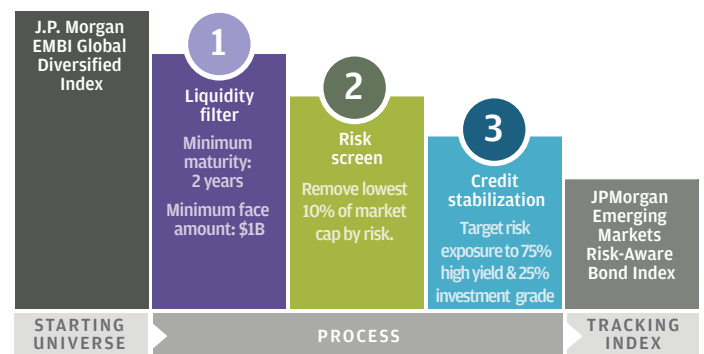 J.P. Morgan
EMBI Global
Diversified
Index
1
Liquidity
filter
Minimum
maturity:
2 years
Minimum face
amount: $1B
2
Risk
screen
Remove lowest
10% of market
cap by risk.
3
Credit
stabilization
Target risk
exposure to 75%
high yield & 25%
investment grade
JPMorgan
Emerging
Markets
Risk-Aware
Bond Index
STARTING
UNIVERSE
PROCESS
TRACKING
INDEX